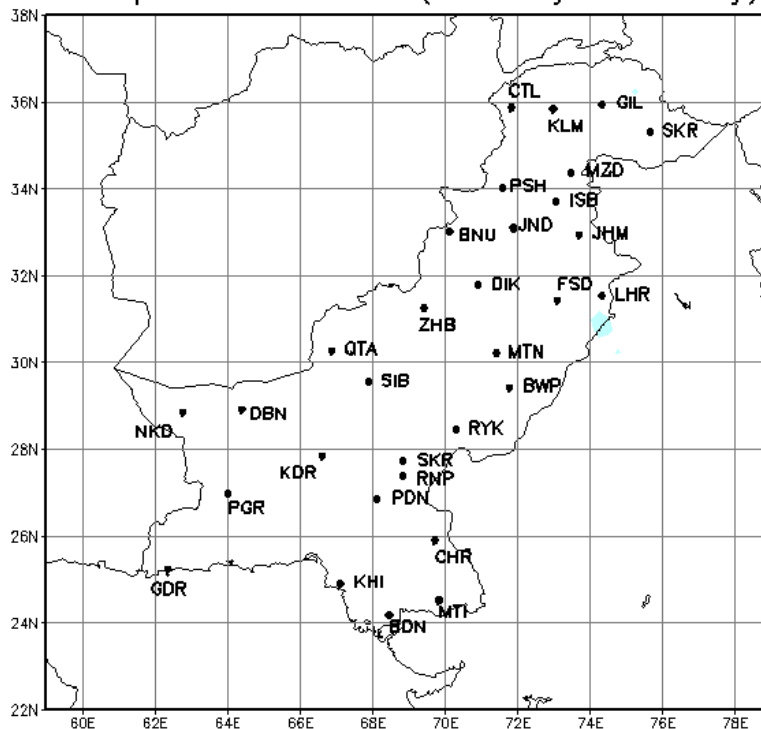 38N
36N
34N
32N
30N
28N
26N
24N
22N
CTL
KLM
GIL
SKR
MZD
PSH
ISB
JND
BNU
JHM
DIK
FSD
LHR
ZHB
QTA
MTN
SIB
BWP
NKD
DBN
RYK
KDR
SKR
RNP
PDN
PGR
CHR
GDR
KHI
MTI
BDN
60E 62E 64E 66E 68E 70E 72E 74E 76E 78E